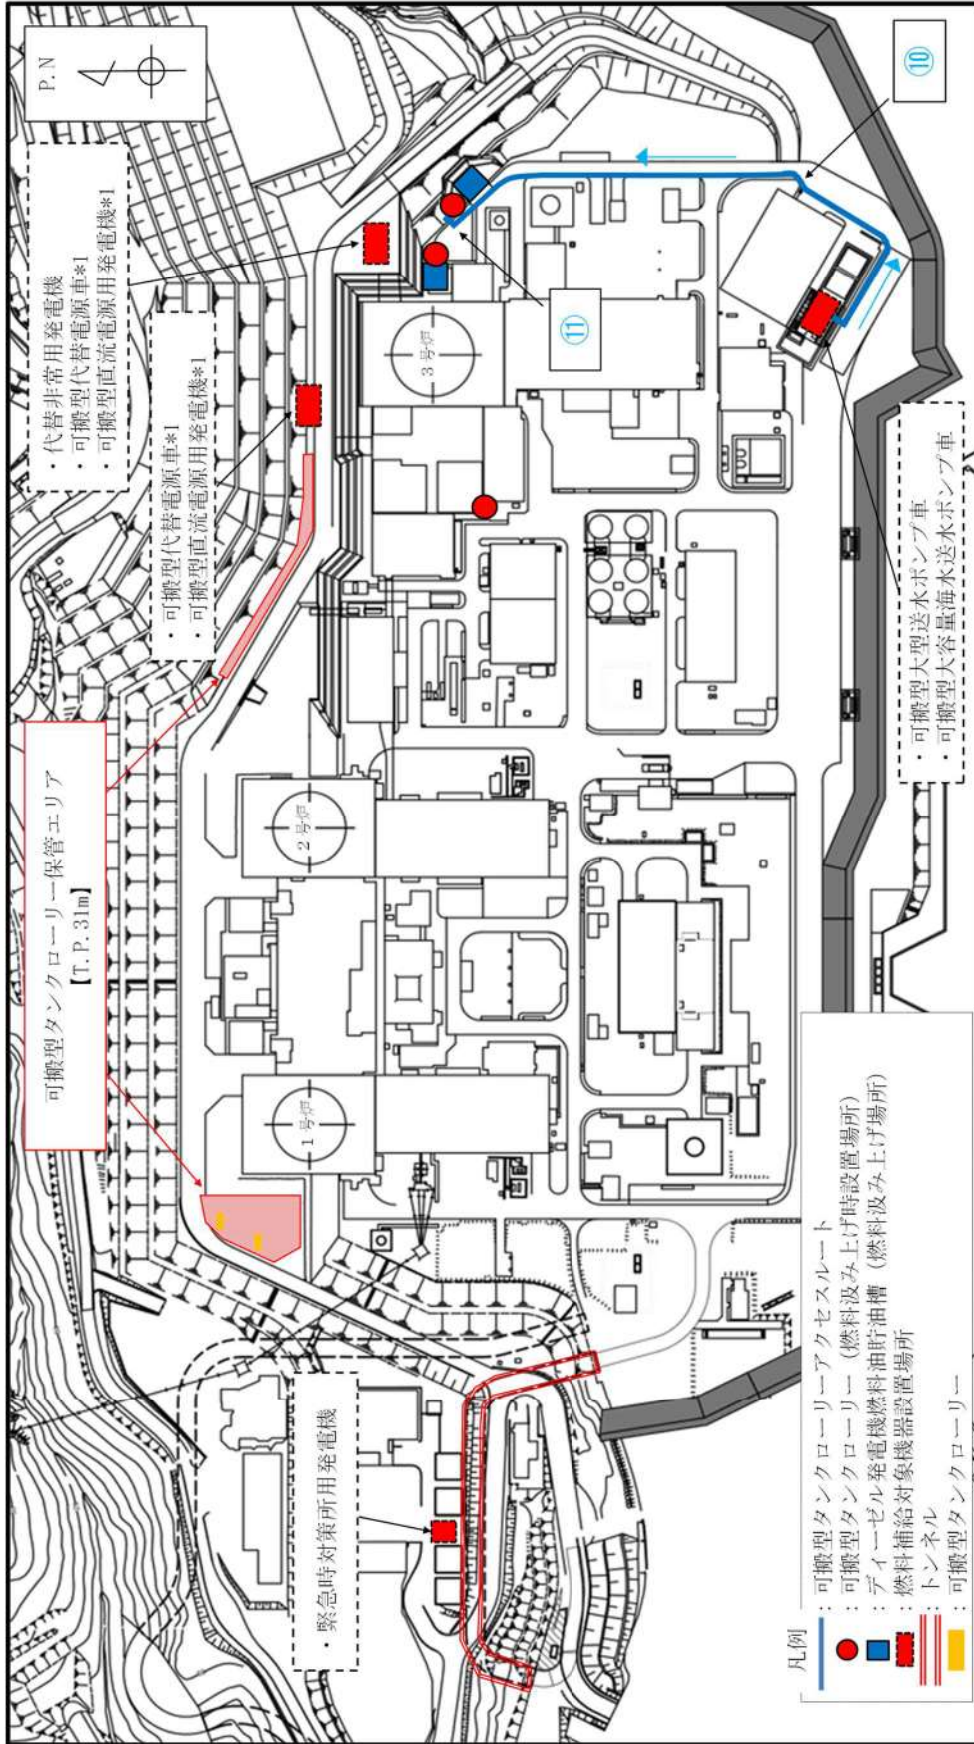 P.N
・代替非常用発電機
・可搬型代替電源車*1
・可搬型直流電源用発電機*1
・可搬型代替電源車*1
・可搬型直流電源用発電機*1
可搬型タンクローリー保管エリア
【T.P.31m】
・緊急時対策所用発電機
1号炉
2号炉
3号炉
⑩
⑪
・可搬型大型送水ポンプ車
・可搬型大容量海水送水ポンプ車
凡例
：可搬型タンクローリーアクセスルート
：可搬型タンクローリー（燃料汲み上げ時設置場所）
：ディーゼル発電機燃料油貯油槽（燃料汲み上げ場所）
：燃料補給対象機器設置場所
：トンネル
：可搬型タンクローリー